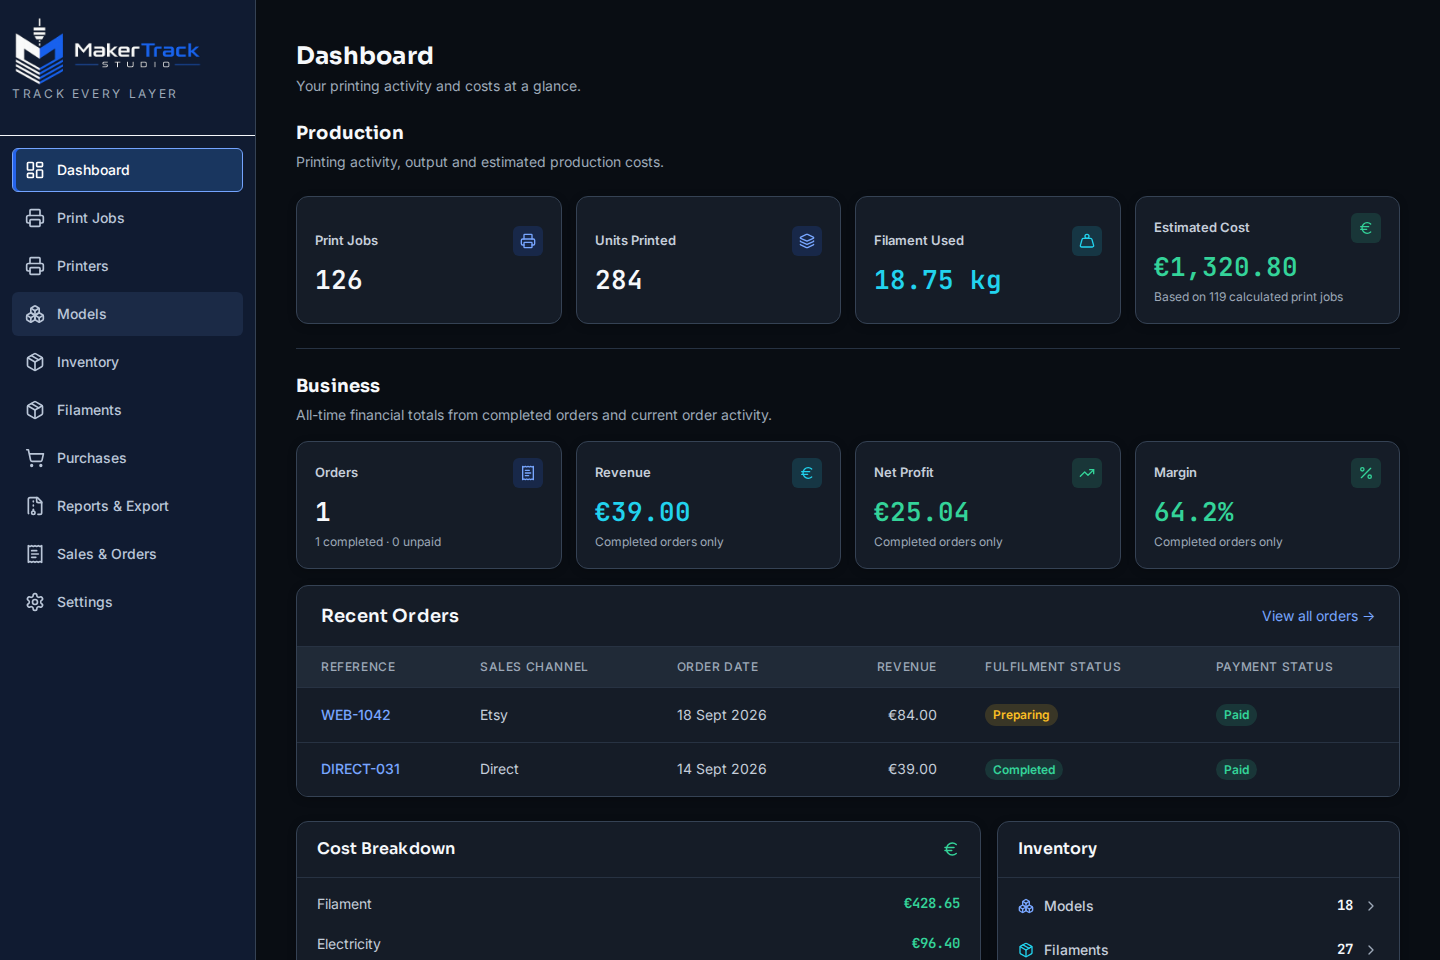 MakerTrack
STUDIO
TRACK EVERY LAYER
Dashboard
Print Jobs
Printers
Models
Inventory
Filaments
Purchases
Reports & Export
Sales & Orders
Settings
Dashboard
Your printing activity and costs at a glance.
Production
Printing activity, output and estimated production costs.
Print Jobs
126
Units Printed
284
Filament Used
18.75 kg
Estimated Cost
€1,320.80
Based on 119 calculated print jobs
Business
All-time financial totals from completed orders and current order activity.
Orders
1
1 completed · 0 unpaid
Revenue
€39.00
Completed orders only
Net Profit
€25.04
Completed orders only
Margin
64.2%
Completed orders only
Recent Orders
View all orders →
REFERENCE SALES CHANNEL ORDER DATE REVENUE FULFILMENT STATUS PAYMENT STATUS
WEB-1042 Etsy 18 Sept 2026 €84.00 Preparing Paid
DIRECT-031 Direct 14 Sept 2026 €39.00 Completed Paid
Cost Breakdown
Filament €428.65
Electricity €96.40
Inventory
Models 18
Filaments 27